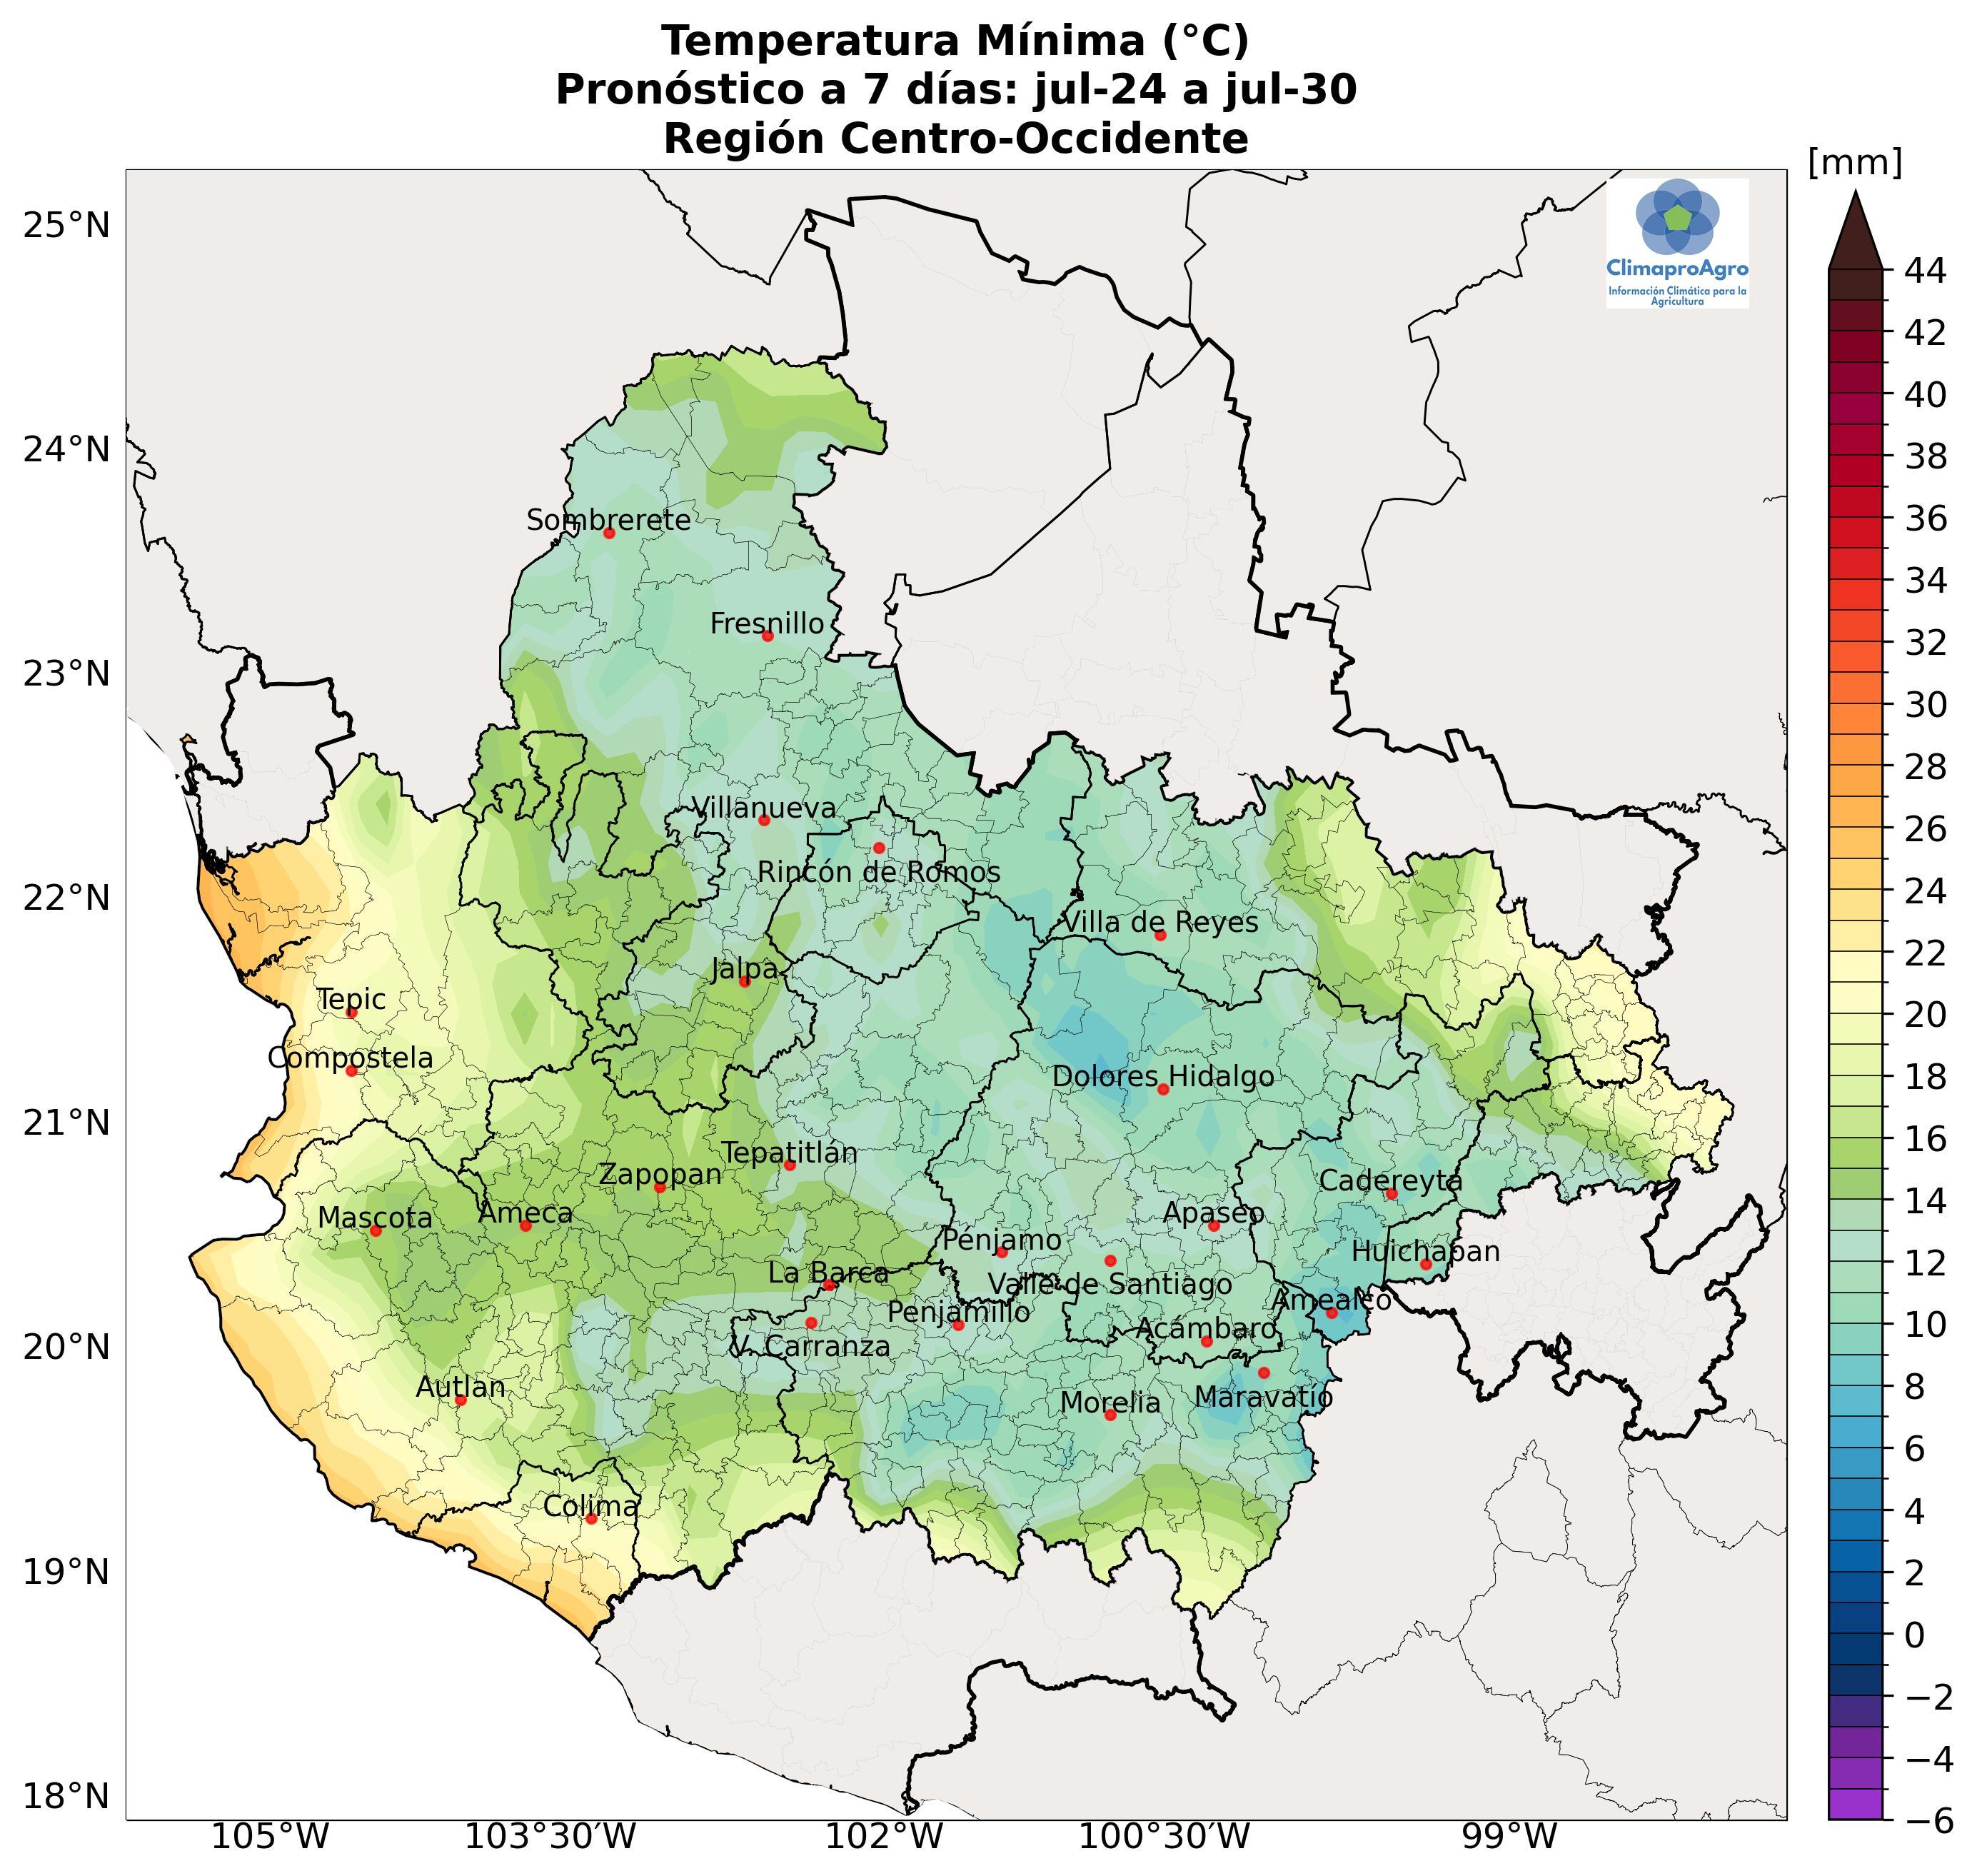 Temperatura Mínima (°C)
Pronóstico a 7 días: jul-24 a jul-30
Región Centro-Occidente
[mm]
ClimaproAgro
Información Climática para la
Agricultura
25°N
24°N
23°N
22°N
21°N
20°N
19°N
18°N
Sombrerete
Fresnillo
Villanueva
Rincón de Romos
Villa de Reyes
Jalpa
Tepic
Compostela
Dolores Hidalgo
Tepatitlán
Zapopan
Cadereyta
Mascota
Ameca
Apaseo
Pénjamo
Huichapan
La Barca
Valle de Santiago
Amealco
Penjamillo
Acámbaro
V. Carranza
Autlan
Maravatío
Morelia
Colima
105°W
103°30′W
102°W
100°30′W
99°W
44
42
40
38
36
34
32
30
28
26
24
22
20
18
16
14
12
10
8
6
4
2
0
−2
−4
−6